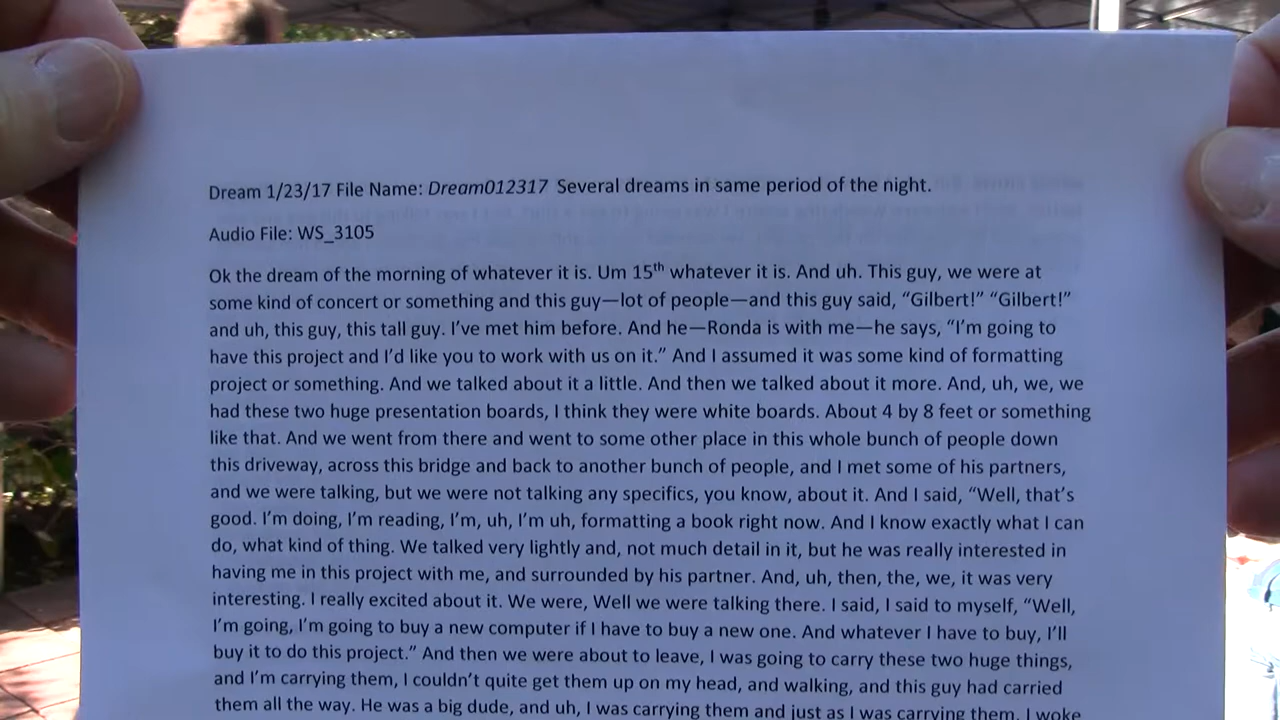 Dream 1/23/17 File Name: Dream012317 Several dreams in same period of the night.
Audio File: WS_3105
Ok the dream of the morning of whatever it is. Um 15th whatever it is. And uh. This guy, we were at
some kind of concert or something and this guy—lot of people—and this guy said, “Gilbert!” “Gilbert!”
and uh, this guy, this tall guy. I’ve met him before. And he—Ronda is with me—he says, “I’m going to
have this project and I’d like you to work with us on it.” And I assumed it was some kind of formatting
project or something. And we talked about it a little. And then we talked about it more. And, uh, we, we
had these two huge presentation boards, I think they were white boards. About 4 by 8 feet or something
like that. And we went from there and went to some other place in this whole bunch of people down
this driveway, across this bridge and back to another bunch of people, and I met some of his partners,
and we were talking, but we were not talking any specifics, you know, about it. And I said, “Well, that’s
good. I’m doing, I’m reading, I’m, uh, I’m uh, formatting a book right now. And I know exactly what I can
do, what kind of thing. We talked very lightly and, not much detail in it, but he was really interested in
having me in this project with me, and surrounded by his partner. And, uh, then, the, we, it was very
interesting. I really excited about it. We were, Well we were talking there. I said, I said to myself, “Well,
I’m going, I’m going to buy a new computer if I have to buy a new one. And whatever I have to buy, I’ll
buy it to do this project.” And then we were about to leave, I was going to carry these two huge things,
and I’m carrying them, I couldn’t quite get them up on my head, and walking, and this guy had carried
them all the way. He was a big dude, and uh, I was carrying them and just as I was carrying them, I woke